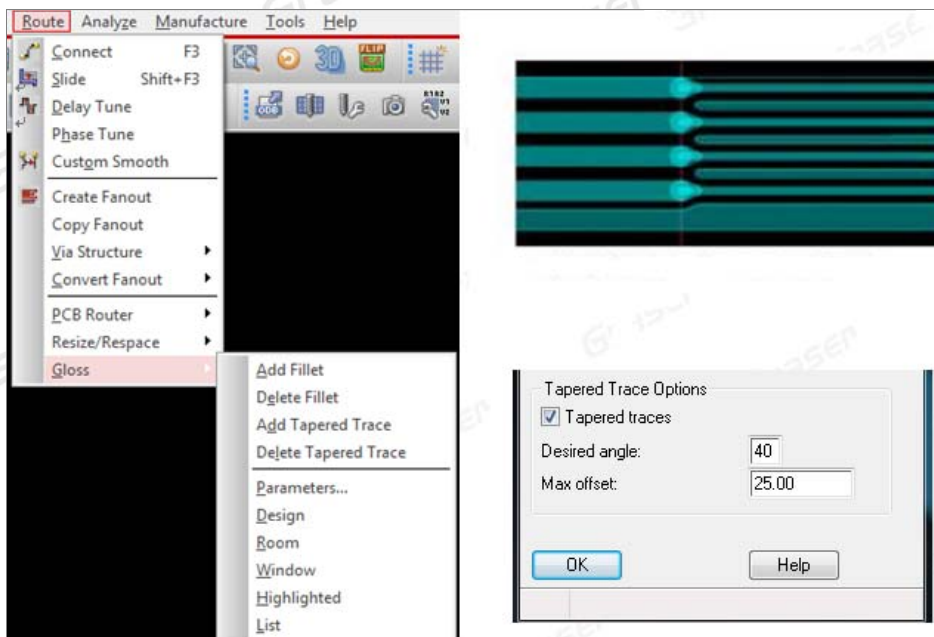 Route Analyze Manufacture Tools Help
Connect F3
Slide Shift+F3
Delay Tune
Phase Tune
Custom Smooth
Create Fanout
Copy Fanout
Via Structure
Convert Fanout
PCB Router
Resize/Respace
Gloss
Add Fillet
Delete Fillet
Add Tapered Trace
Delete Tapered Trace
Parameters...
Design
Room
Window
Highlighted
List
3D
FLIP
Tapered Trace Options
Tapered traces
Desired angle: 40
Max offset: 25.00
OK Help